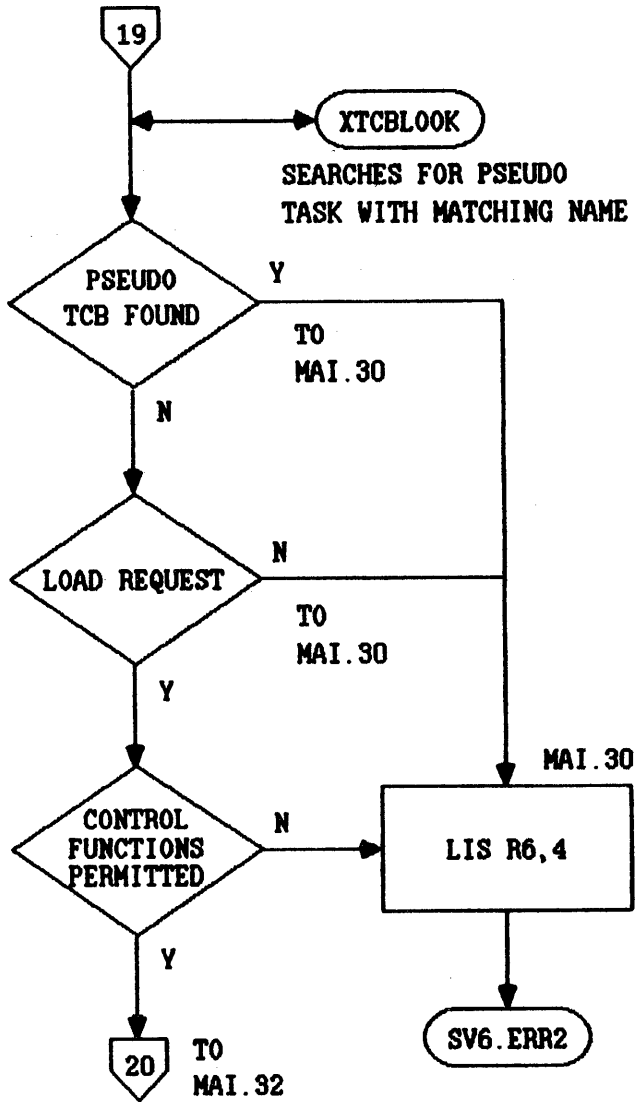 19
XTCBLOOK
SEARCHES FOR PSEUDO
TASK WITH MATCHING NAME
PSEUDO
TCB FOUND
Y
TO
MAI.30
N
LOAD REQUEST
N
TO
MAI.30
Y
CONTROL
FUNCTIONS
PERMITTED
N
MAI.30
LIS R6,4
Y
SV6.ERR2
20
TO
MAI.32